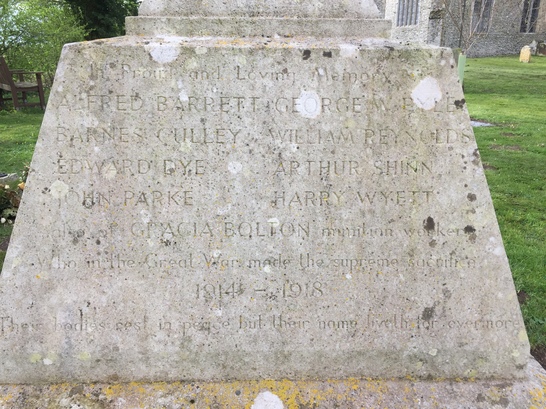 In Proud and Loving Memory of
ALFRED BARRETT GEORGE W.
BARNES CULLEY WILLIAM REYNOLDS
EDWARD DYE ARTHUR SHINN
JOHN PARKE HARRY WYETT
also of GRACIA BOLTON munition worker
Who in the Great War made the supreme sacrifice
1914 - 1918
Their bodies rest in peace but their name liveth for evermore